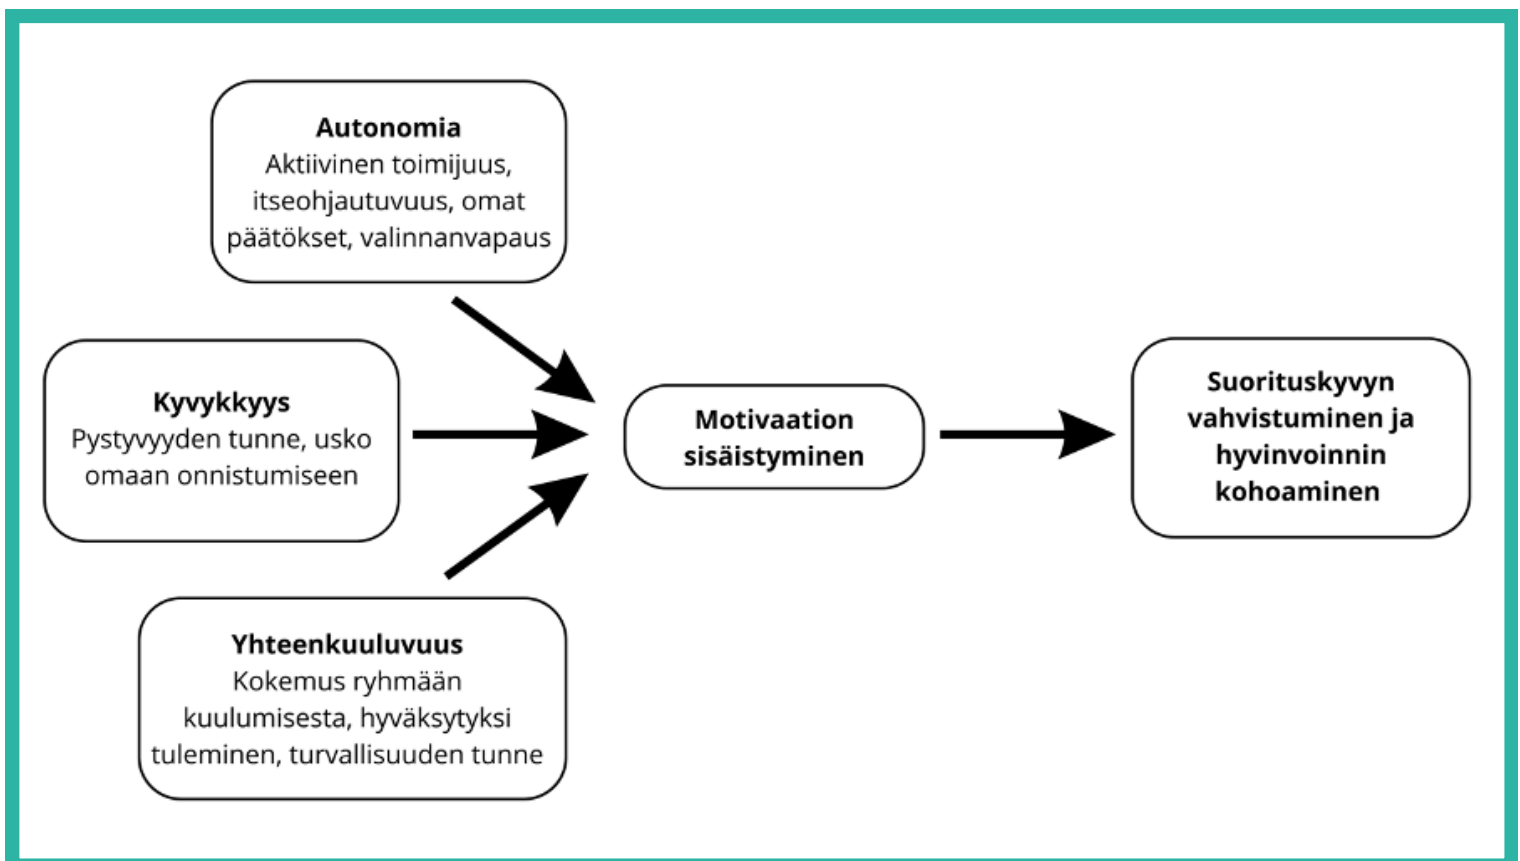 Autonomia
Aktiivinen toimijuus,
itseohjautuvuus, omat
päätökset, valinnanvapaus
Kyvykkyys
Pystyvyyden tunne, usko
omaan onnistumiseen
Yhteenkuuluvuus
Kokemus ryhmään
kuulumisesta, hyväksytyksi
tuleminen, turvallisuuden tunne
Motivaation
sisäistyminen
Suorituskyvyn
vahvistuminen ja
hyvinvoinnin
kohoaminen